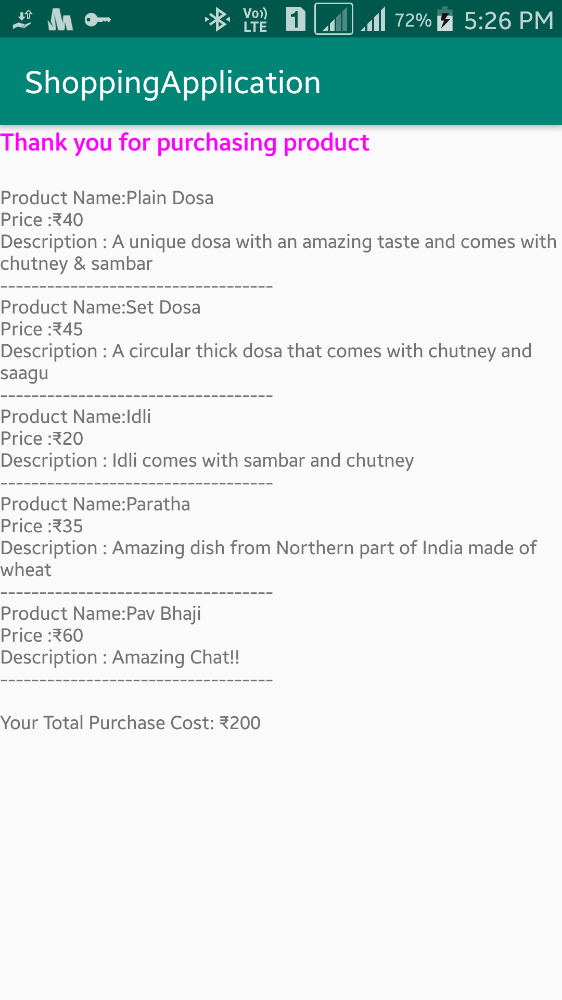 Vo)) LTE 1 72% 5:26 PM
ShoppingApplication
Thank you for purchasing product
Product Name:Plain Dosa
Price :₹40
Description : A unique dosa with an amazing taste and comes with
chutney & sambar
-----------------------------------
Product Name:Set Dosa
Price :₹45
Description : A circular thick dosa that comes with chutney and
saagu
-----------------------------------
Product Name:Idli
Price :₹20
Description : Idli comes with sambar and chutney
-----------------------------------
Product Name:Paratha
Price :₹35
Description : Amazing dish from Northern part of India made of
wheat
-----------------------------------
Product Name:Pav Bhaji
Price :₹60
Description : Amazing Chat!!
-----------------------------------
Your Total Purchase Cost: ₹200